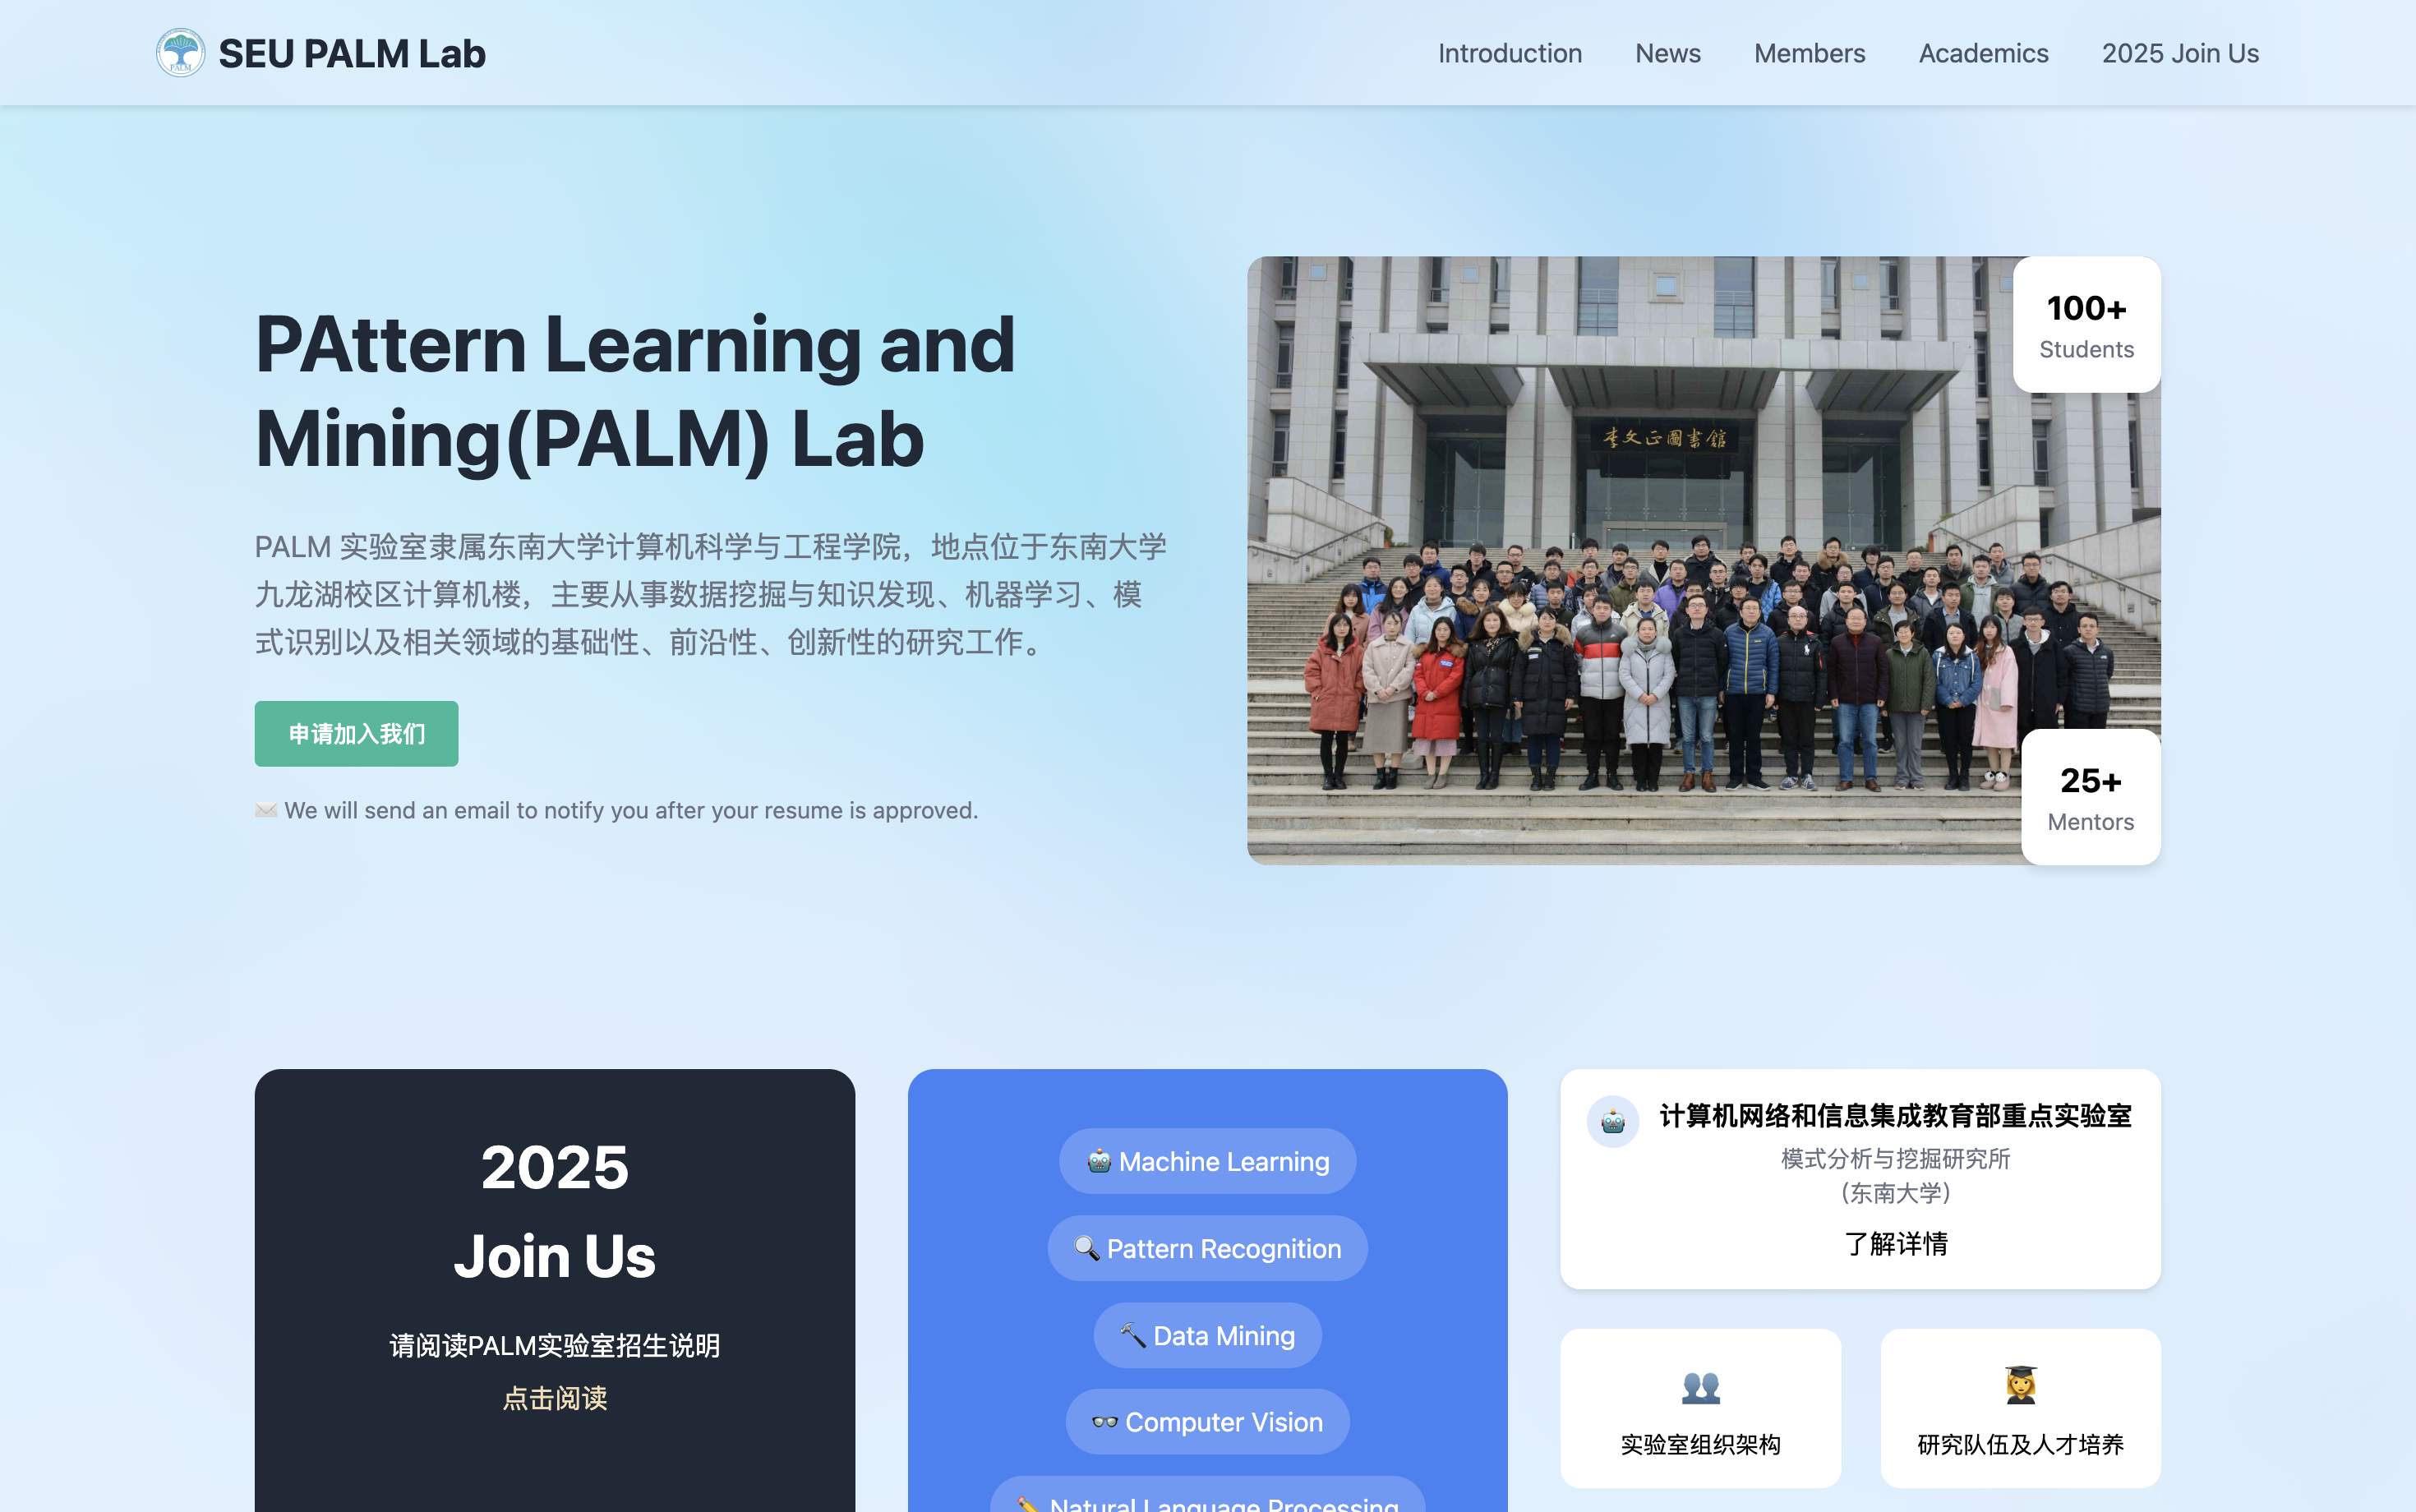 SEU PALM Lab
Introduction
News
Members
Academics
2025 Join Us
PAttern Learning and
Mining(PALM) Lab
PALM 实验室隶属东南大学计算机科学与工程学院，地点位于东南大学
九龙湖校区计算机楼，主要从事数据挖掘与知识发现、机器学习、模
式识别以及相关领域的基础性、前沿性、创新性的研究工作。
申请加入我们
We will send an email to notify you after your resume is approved.
李文正圖書館
100+
Students
25+
Mentors
2025
Join Us
请阅读PALM实验室招生说明
点击阅读
Machine Learning
Pattern Recognition
Data Mining
Computer Vision
Natural Language Processing
计算机网络和信息集成教育部重点实验室
模式分析与挖掘研究所
（东南大学）
了解详情
实验室组织架构
研究队伍及人才培养